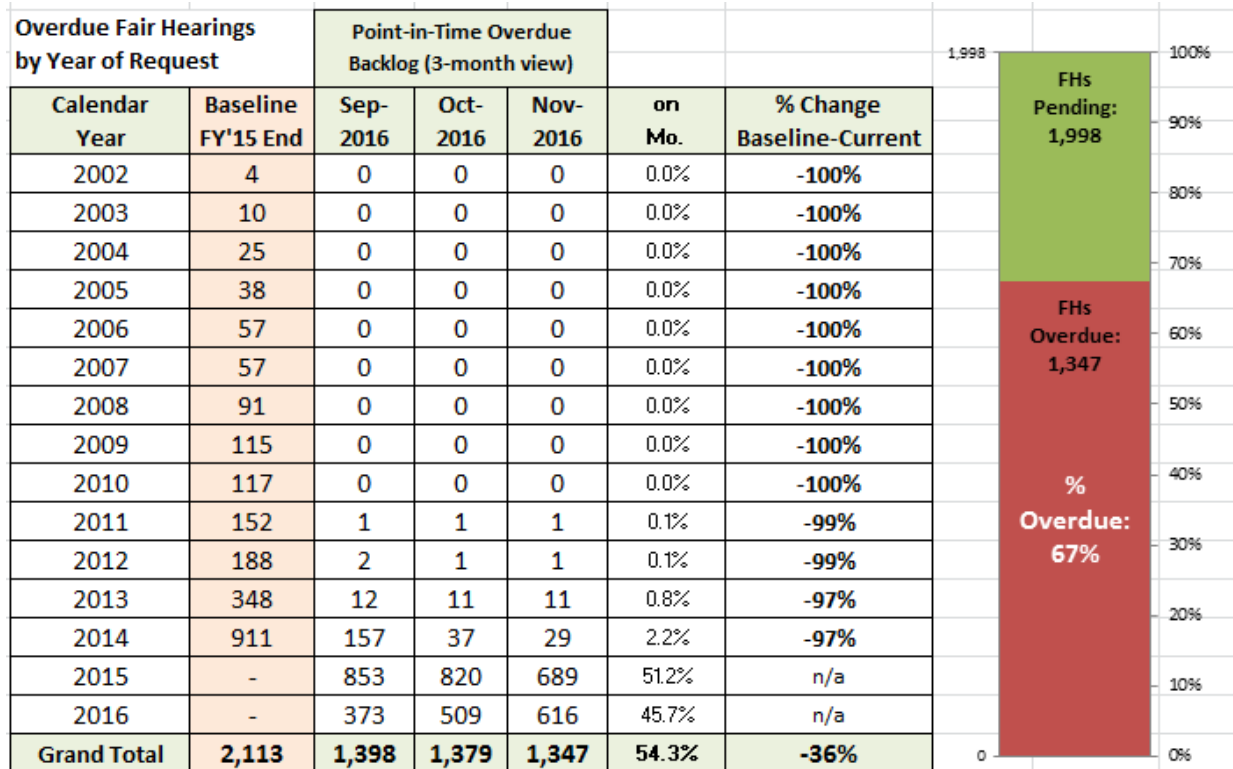 Overdue Fair Hearings
by Year of Request
Point-in-Time Overdue
Backlog (3-month view)
Calendar Year Baseline FY'15 End Sep-2016 Oct-2016 Nov-2016 on Mo. % Change Baseline-Current
2002 4 0 0 0 0.0% -100%
2003 10 0 0 0 0.0% -100%
2004 25 0 0 0 0.0% -100%
2005 38 0 0 0 0.0% -100%
2006 57 0 0 0 0.0% -100%
2007 57 0 0 0 0.0% -100%
2008 91 0 0 0 0.0% -100%
2009 115 0 0 0 0.0% -100%
2010 117 0 0 0 0.0% -100%
2011 152 1 1 1 0.1% -99%
2012 188 2 1 1 0.1% -99%
2013 348 12 11 11 0.8% -97%
2014 911 157 37 29 2.2% -97%
2015 - 853 820 689 51.2% n/a
2016 - 373 509 616 45.7% n/a
Grand Total 2,113 1,398 1,379 1,347 54.3% -36%
1,998
0
FHs
Pending:
1,998
FHs
Overdue:
1,347
%
Overdue:
67%
100%
90%
80%
70%
60%
50%
40%
30%
20%
10%
0%